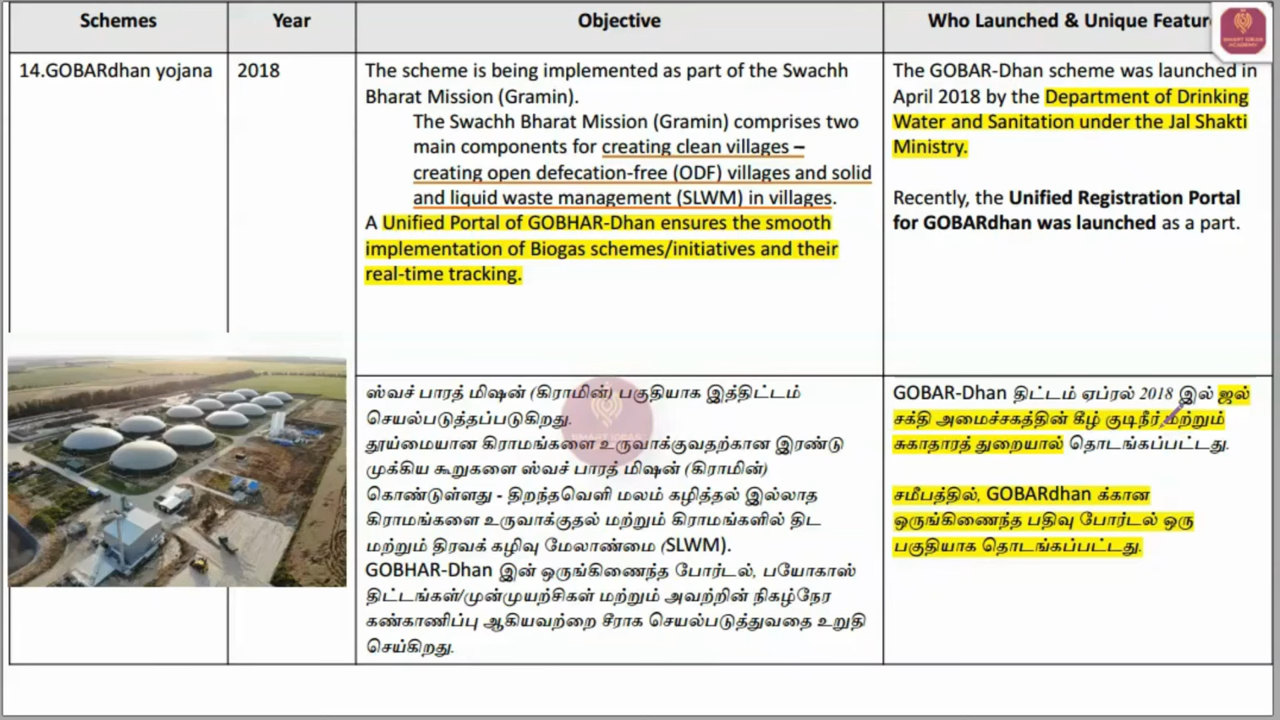 Schemes
Year
Objective
Who Launched & Unique Featur
14.GOBARdhan yojana
2018
The scheme is being implemented as part of the Swachh
Bharat Mission (Gramin).
The Swachh Bharat Mission (Gramin) comprises two
main components for creating clean villages –
creating open defecation-free (ODF) villages and solid
and liquid waste management (SLWM) in villages.
A Unified Portal of GOBHAR-Dhan ensures the smooth
implementation of Biogas schemes/initiatives and their
real-time tracking.
The GOBAR-Dhan scheme was launched in
April 2018 by the Department of Drinking
Water and Sanitation under the Jal Shakti
Ministry.
Recently, the Unified Registration Portal
for GOBARdhan was launched as a part.
ஸ்வச் பாரத் மிஷன் (கிராமின்) பகுதியாக இத்திட்டம்
செயல்படுத்தப்படுகிறது.
தூய்மையான கிராமங்களை உருவாக்குவதற்கான இரண்டு
முக்கிய கூறுகளை ஸ்வச் பாரத் மிஷன் (கிராமின்)
கொண்டுள்ளது - திறந்தவெளி மலம் கழித்தல் இல்லாத
கிராமங்களை உருவாக்குதல் மற்றும் கிராமங்களில் திட
மற்றும் திரவக் கழிவு மேலாண்மை (SLWM).
GOBHAR-Dhan இன் ஒருங்கிணைந்த போர்டல், பயோகாஸ்
திட்டங்கள்/முன்முயற்சிகள் மற்றும் அவற்றின் நிகழ்நேர
கண்காணிப்பு ஆகியவற்றை சீராக செயல்படுத்துவதை உறுதி
செய்கிறது.
GOBAR-Dhan திட்டம் ஏப்ரல் 2018 இல் ஜல்
சக்தி அமைச்சகத்தின் கீழ் குடிநீர் மற்றும்
சுகாதாரத் துறையால் தொடங்கப்பட்டது.
சமீபத்தில், GOBARdhan க்கான
ஒருங்கிணைந்த பதிவு போர்டல் ஒரு
பகுதியாக தொடங்கப்பட்டது.